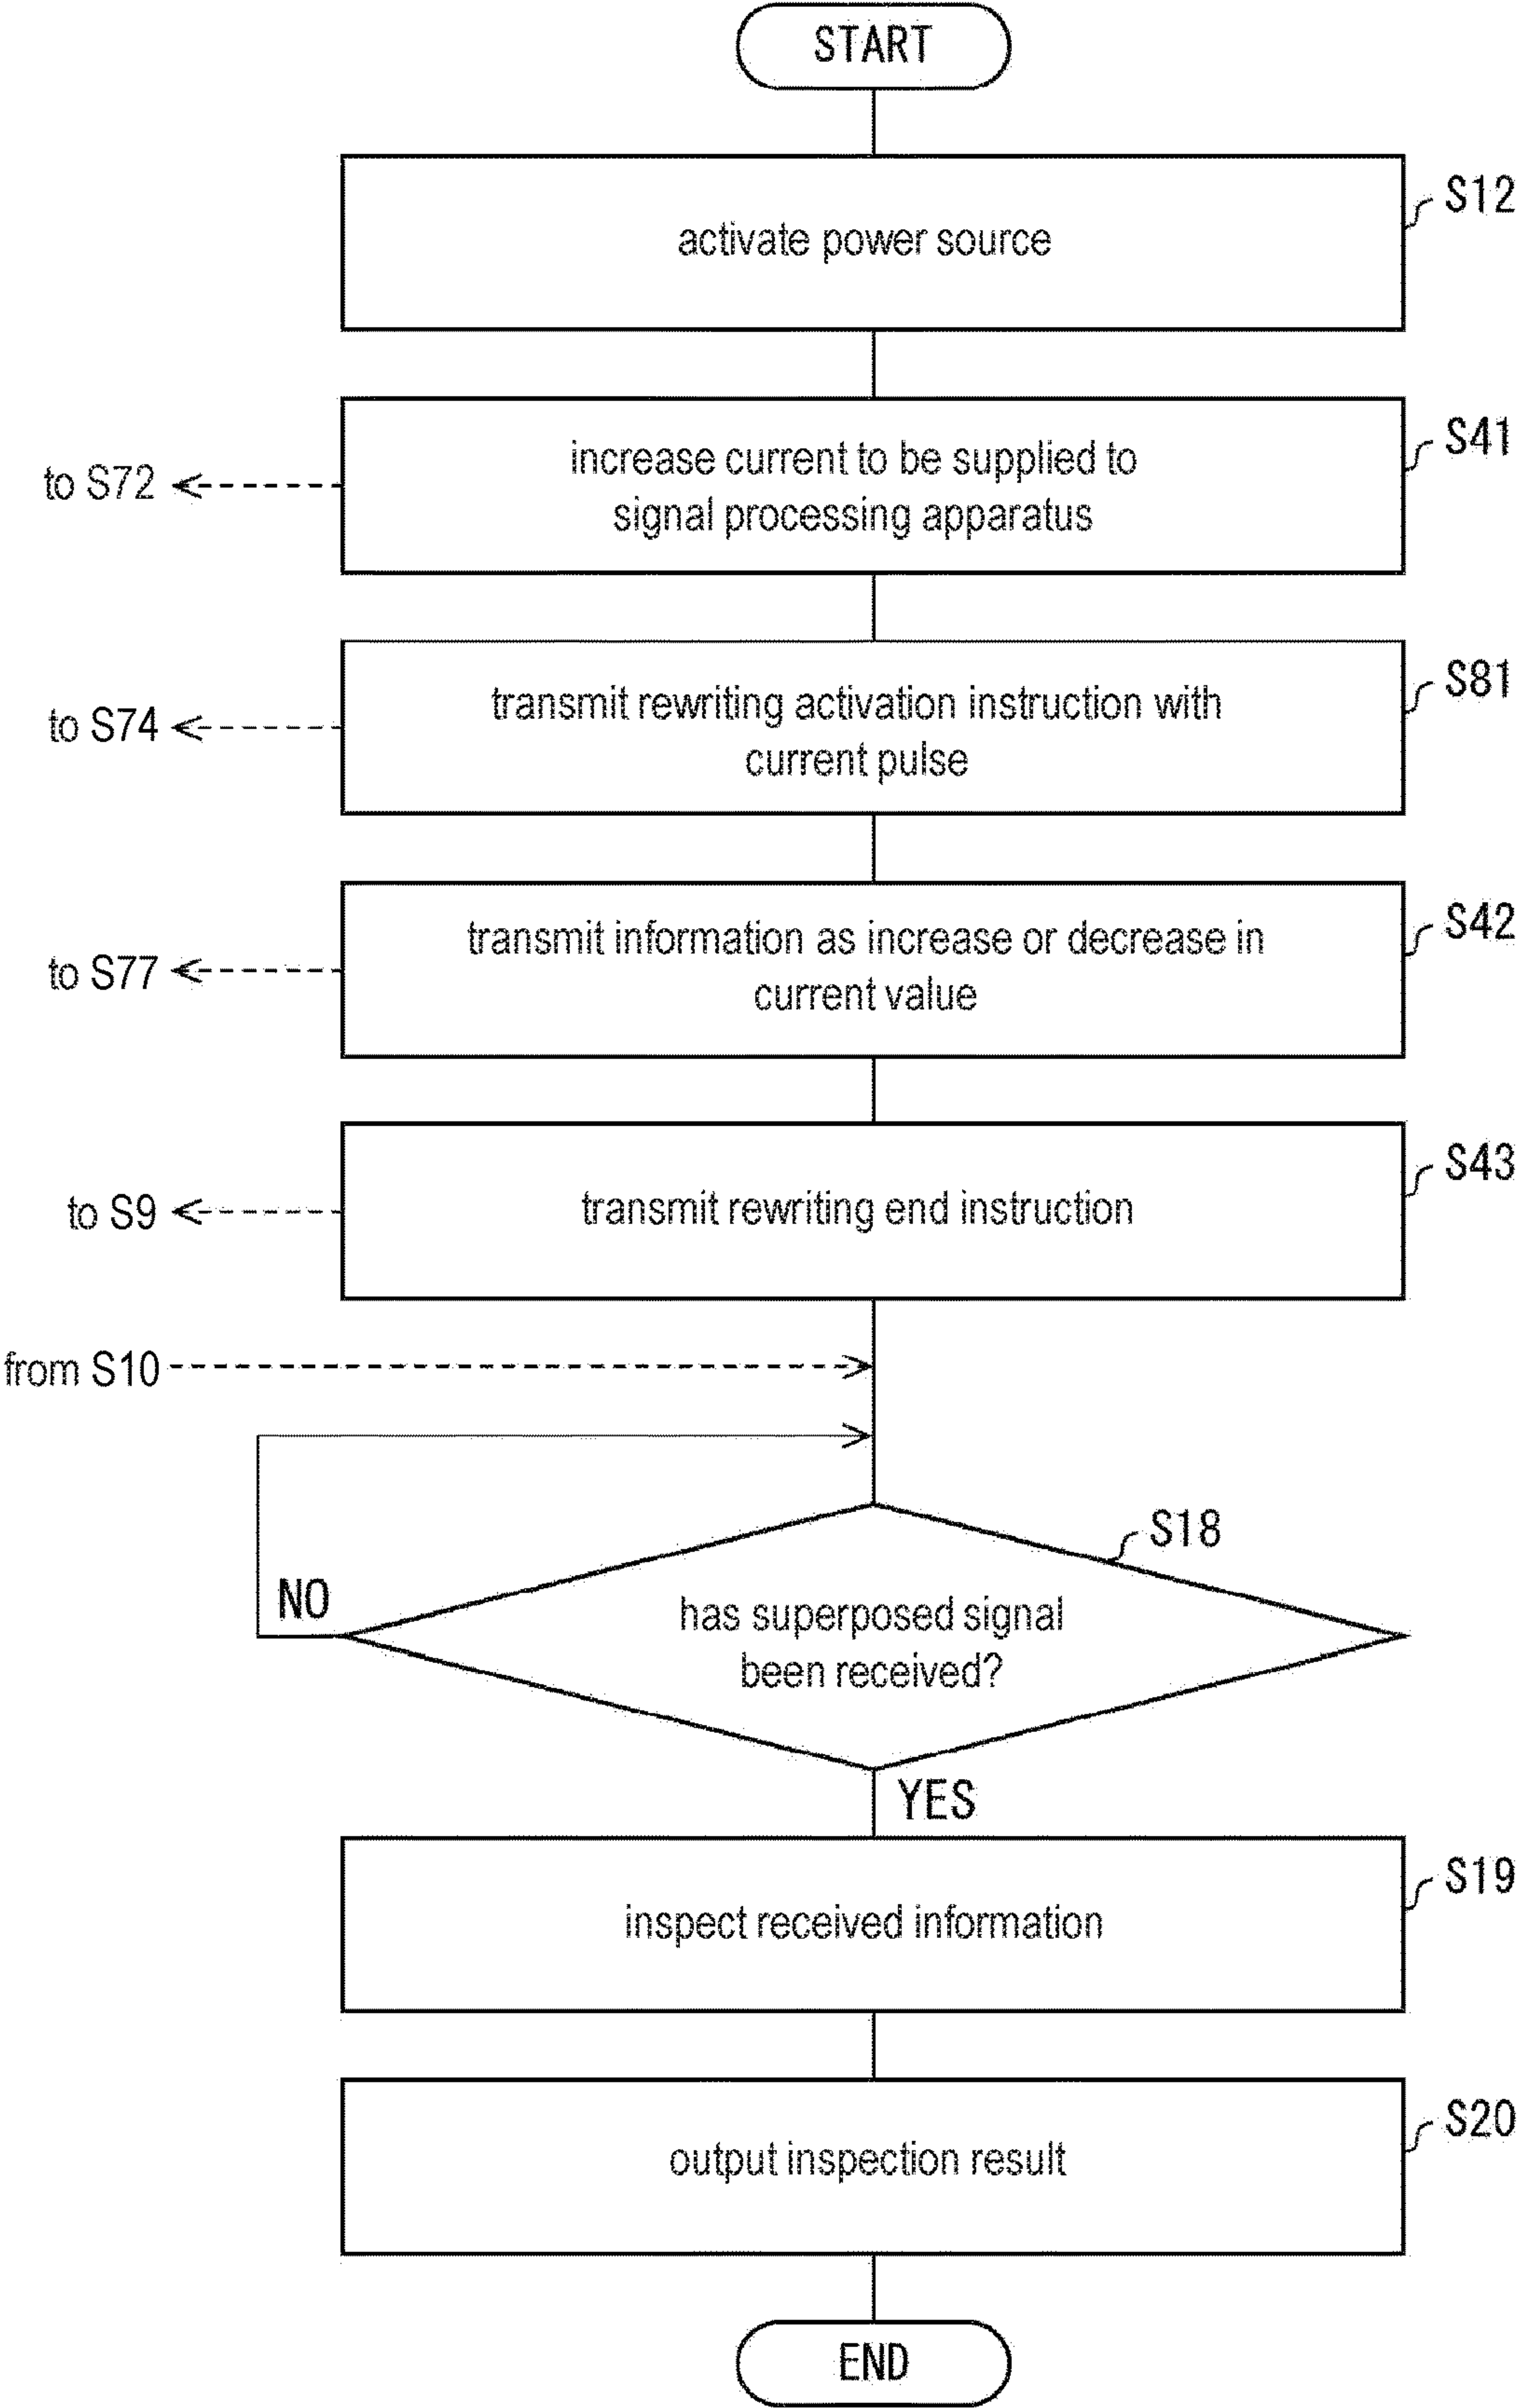 START
S12
activate power source
S41
increase current to be supplied to
signal processing apparatus
to S72
S81
transmit rewriting activation instruction with
current pulse
to S74
S42
transmit information as increase or decrease in
current value
to S77
S43
transmit rewriting end instruction
to S9
from S10
S18
NO
has superposed signal
been received?
YES
S19
inspect received information
S20
output inspection result
END